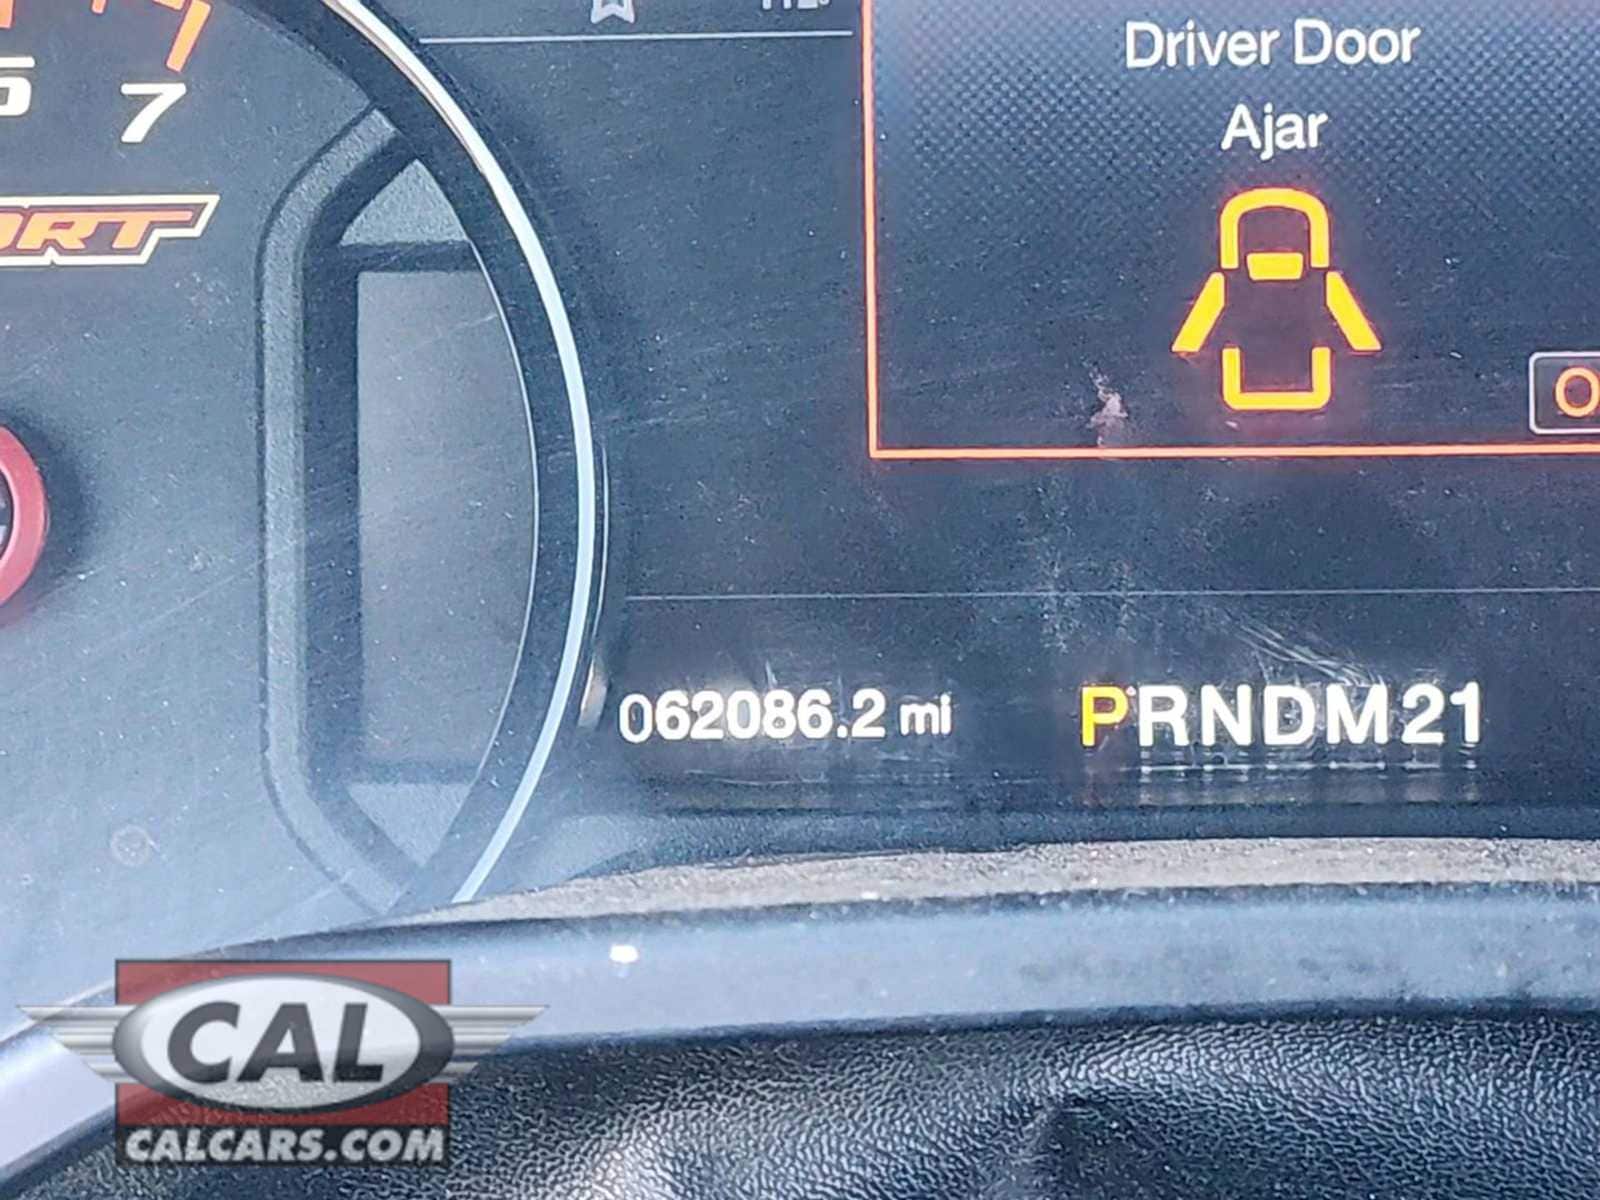 7
Driver Door
Ajar
062086.2 mi
PRNDM21
CAL
CALCARS.COM